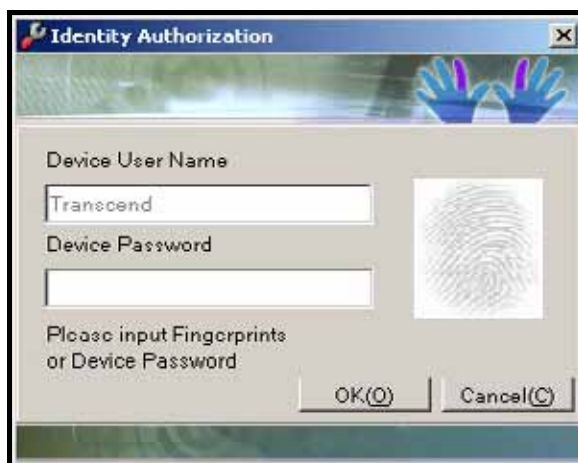 Identity Authorization
Device User Name
Transcend
Device Password
Please input Fingerprints
or Device Password
OK(O)
Cancel(C)